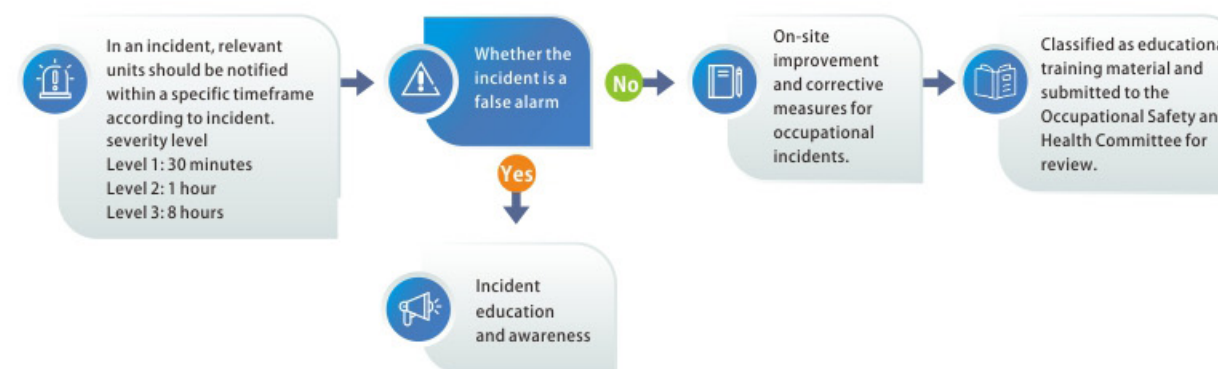 In an incident, relevant
units should be notified
within a specific timeframe
according to incident.
severity level
Level 1: 30 minutes
Level 2: 1 hour
Level 3: 8 hours
Whether the
incident is a
false alarm
No
On-site
improvement
and corrective
measures for
occupational
incidents.
Classified as educationa
training material and
submitted to the
Occupational Safety an
Health Committee for
review.
Yes
Incident
education
and awareness